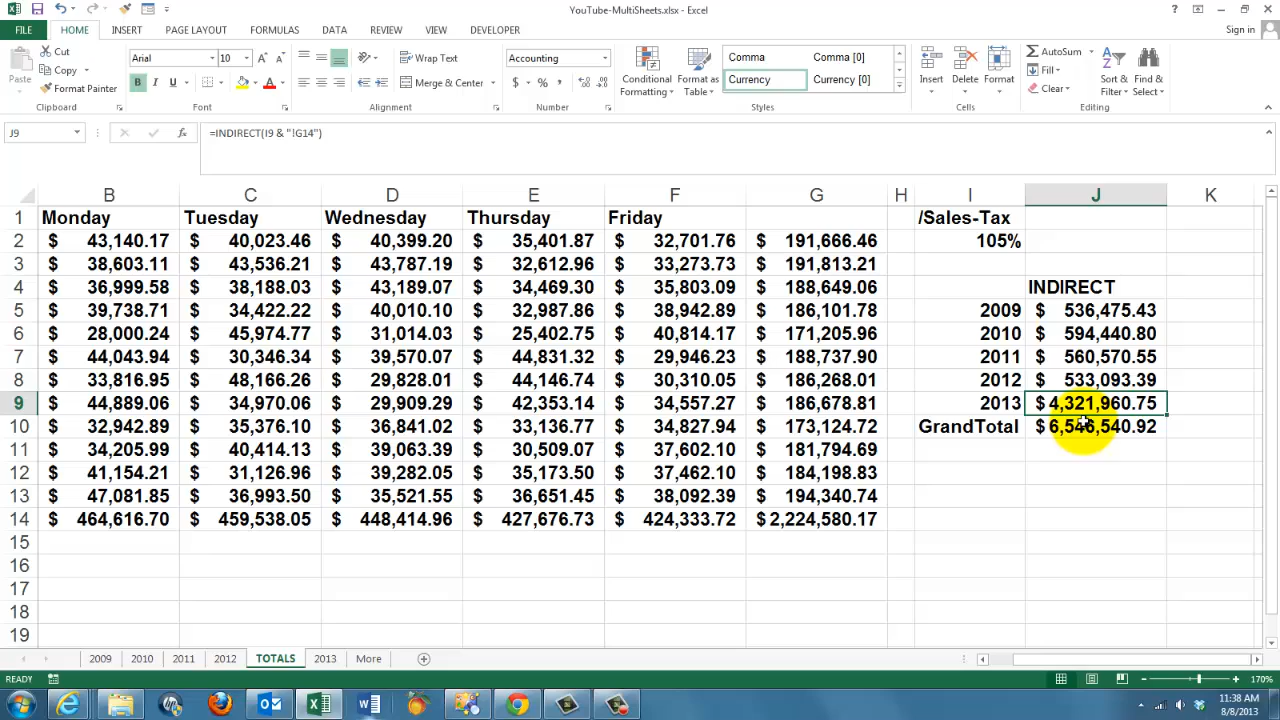 YouTube-MultiSheets.xlsx - Excel
FILE HOME INSERT PAGE LAYOUT FORMULAS DATA REVIEW VIEW DEVELOPER Sign in
Paste Cut Copy Format Painter
Arial 10
B I U
Wrap Text
Merge & Center
Accounting
$ % ,
Conditional Formatting
Format as Table
Comma Comma [0]
Currency Currency [0]
Insert Delete Format
AutoSum
Fill
Clear
Sort & Filter
Find & Select
Clipboard Font Alignment Number Styles Cells Editing
J9 fx =INDIRECT(I9 & "!G14")
B C D E F G H I J K
1 Monday Tuesday Wednesday Thursday Friday /Sales-Tax
2 $ 43,140.17 $ 40,023.46 $ 40,399.20 $ 35,401.87 $ 32,701.76 $ 191,666.46 105%
3 $ 38,603.11 $ 43,536.21 $ 43,787.19 $ 32,612.96 $ 33,273.73 $ 191,813.21
4 $ 36,999.58 $ 38,188.03 $ 43,189.07 $ 34,469.30 $ 35,803.09 $ 188,649.06 INDIRECT
5 $ 39,738.71 $ 34,422.22 $ 40,010.10 $ 32,987.86 $ 38,942.89 $ 186,101.78 2009 $ 536,475.43
6 $ 28,000.24 $ 45,974.77 $ 31,014.03 $ 25,402.75 $ 40,814.17 $ 171,205.96 2010 $ 594,440.80
7 $ 44,043.94 $ 30,346.34 $ 39,570.07 $ 44,831.32 $ 29,946.23 $ 188,737.90 2011 $ 560,570.55
8 $ 33,816.95 $ 48,166.26 $ 29,828.01 $ 44,146.74 $ 30,310.05 $ 186,268.01 2012 $ 533,093.39
9 $ 44,889.06 $ 34,970.06 $ 29,909.29 $ 42,353.14 $ 34,557.27 $ 186,678.81 2013 $ 4,321,960.75
10 $ 32,942.89 $ 35,376.10 $ 36,841.02 $ 33,136.77 $ 34,827.94 $ 173,124.72 GrandTotal $ 6,546,540.92
11 $ 34,205.99 $ 40,414.13 $ 39,063.39 $ 30,509.07 $ 37,602.10 $ 181,794.69
12 $ 41,154.21 $ 31,126.96 $ 39,282.05 $ 35,173.50 $ 37,462.10 $ 184,198.83
13 $ 47,081.85 $ 36,993.50 $ 35,521.55 $ 36,651.45 $ 38,092.39 $ 194,340.74
14 $ 464,616.70 $ 459,538.05 $ 448,414.96 $ 427,676.73 $ 424,333.72 $ 2,224,580.17
15
16
17
18
19
2009 2010 2011 2012 TOTALS 2013 More
READY 170%
11:38 AM
8/8/2013